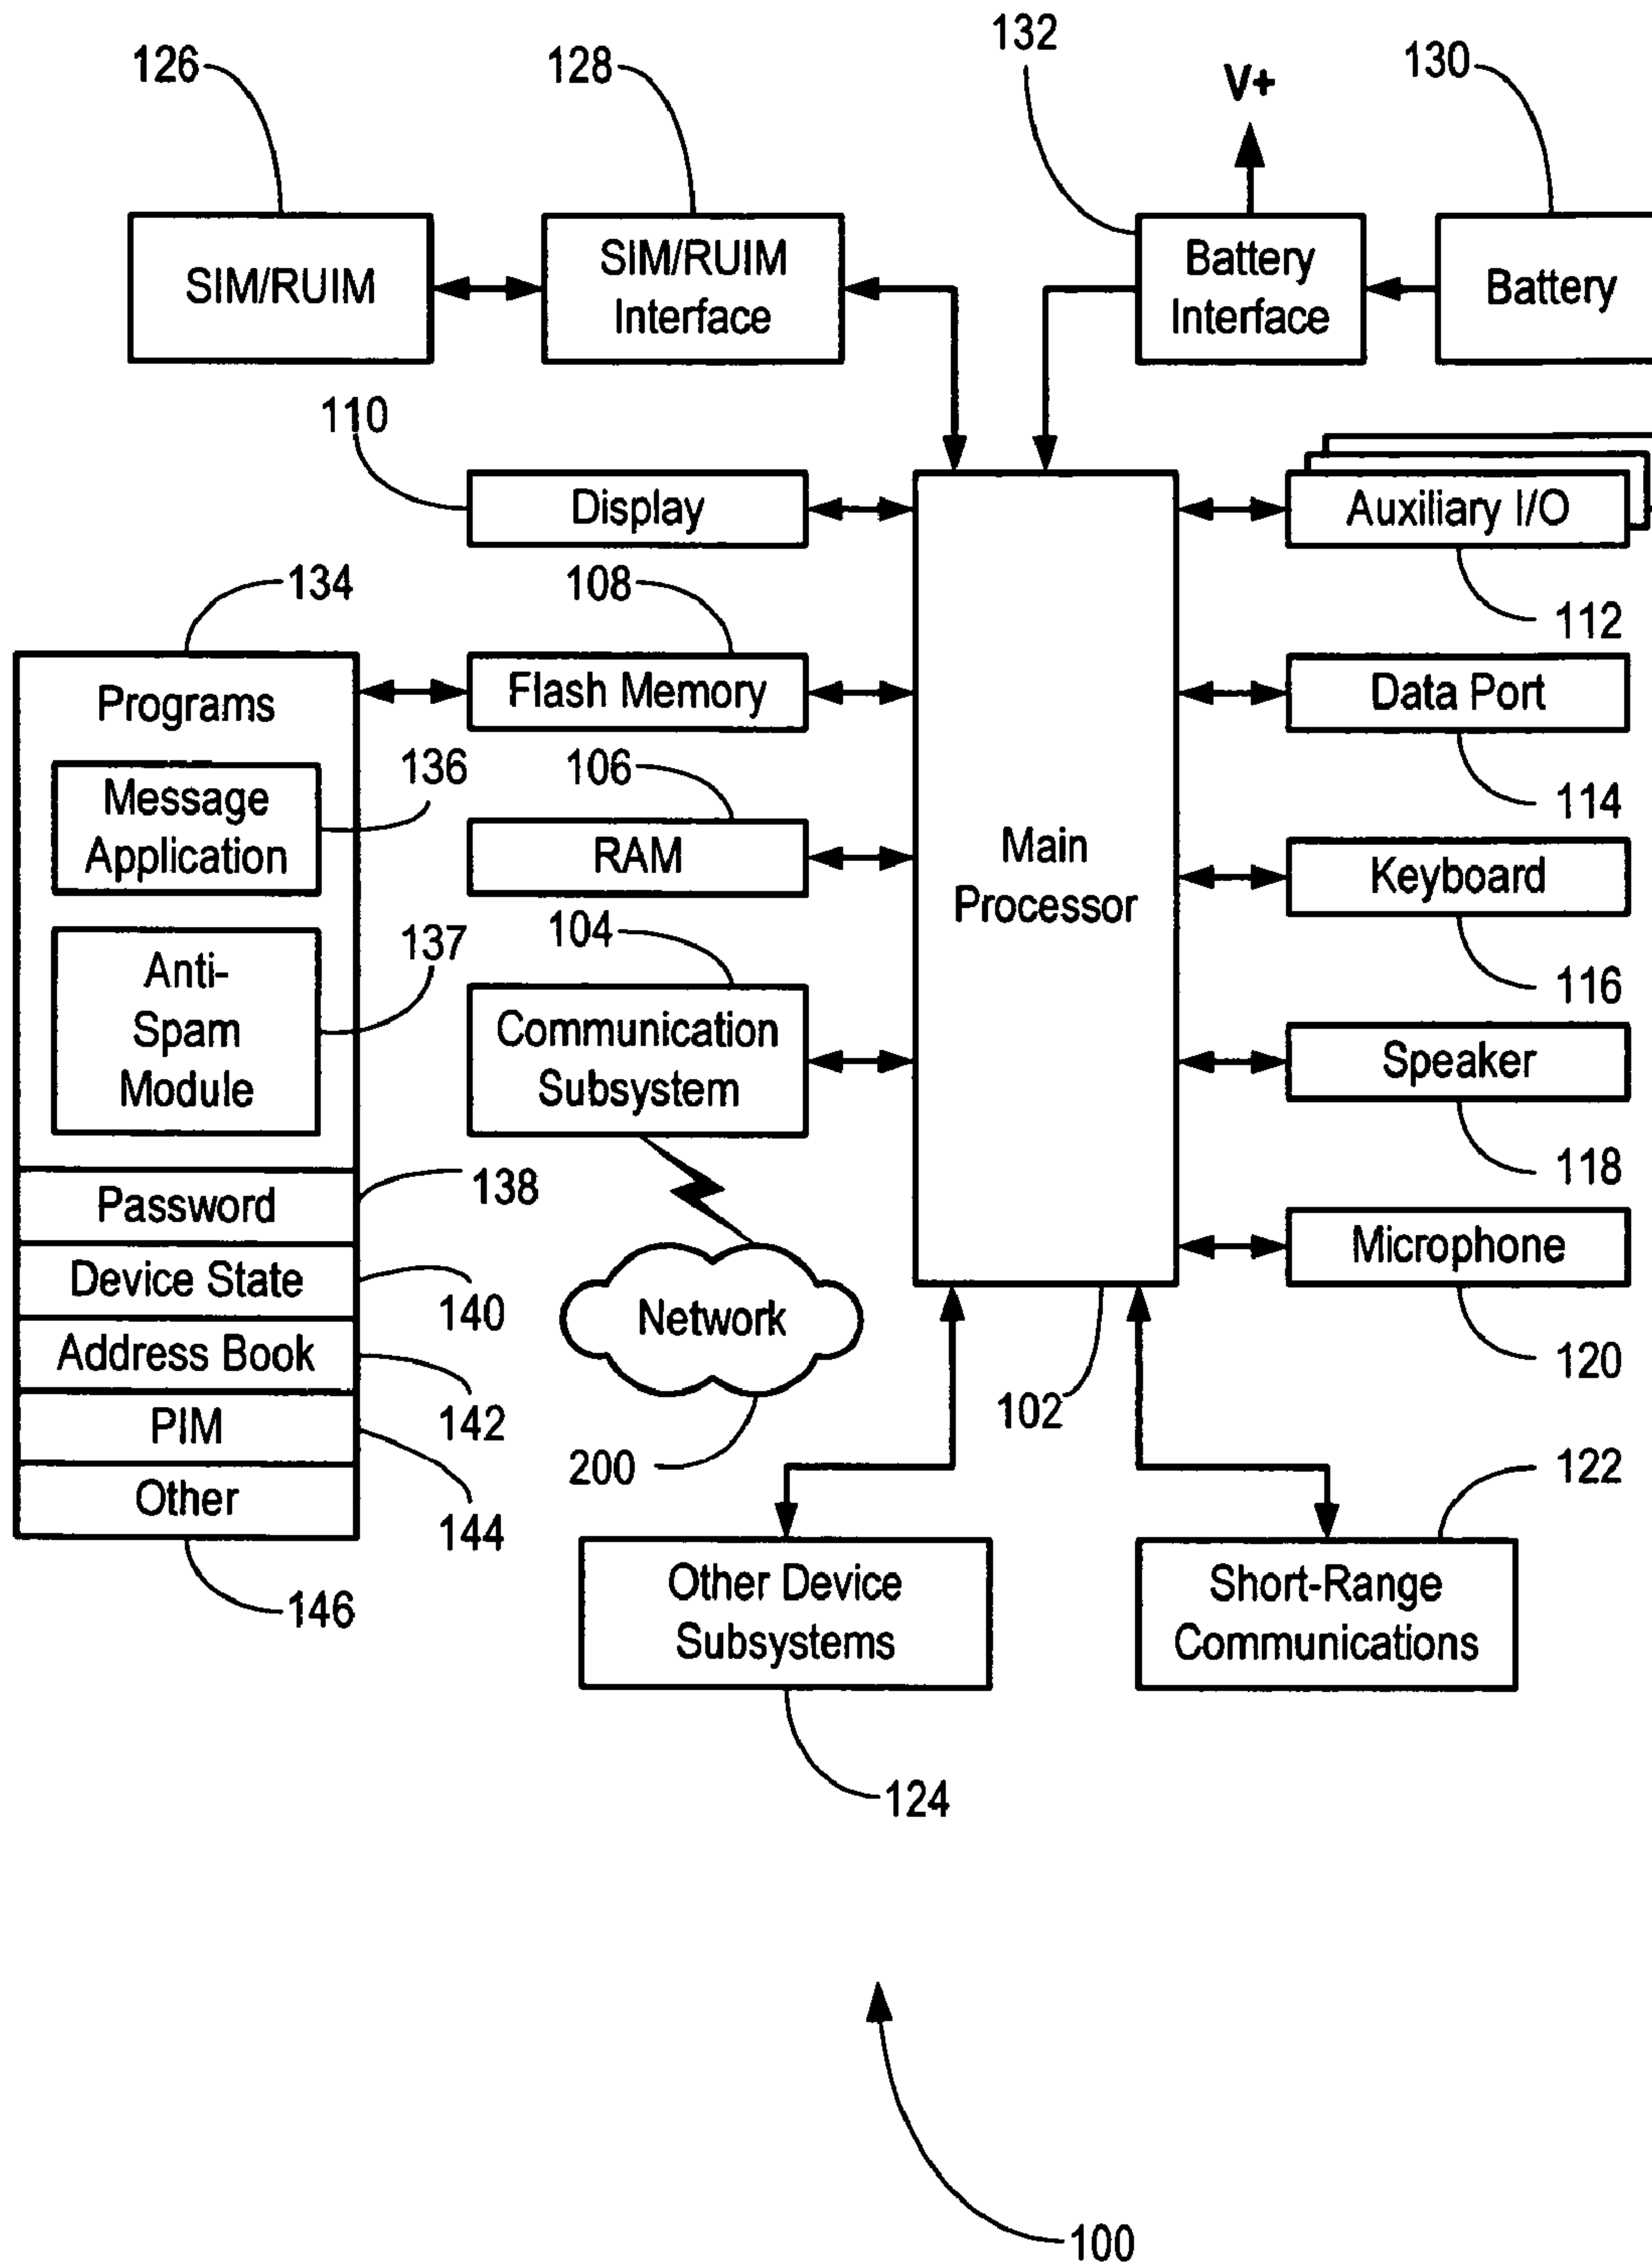 126
128
132
V+
130
SIM/RUIM
SIM/RUIM
Interface
Battery
Interface
Battery
110
Display
Auxiliary I/O
134
108
112
Programs
Flash Memory
Data Port
136
106
114
Message
Application
RAM
Main
Processor
Keyboard
137
104
116
Anti-
Spam
Module
Communication
Subsystem
Speaker
138
118
Password
Microphone
Device State
140
Network
120
Address Book
142
102
PIM
200
122
Other
144
146
Other Device
Subsystems
Short-Range
Communications
124
100